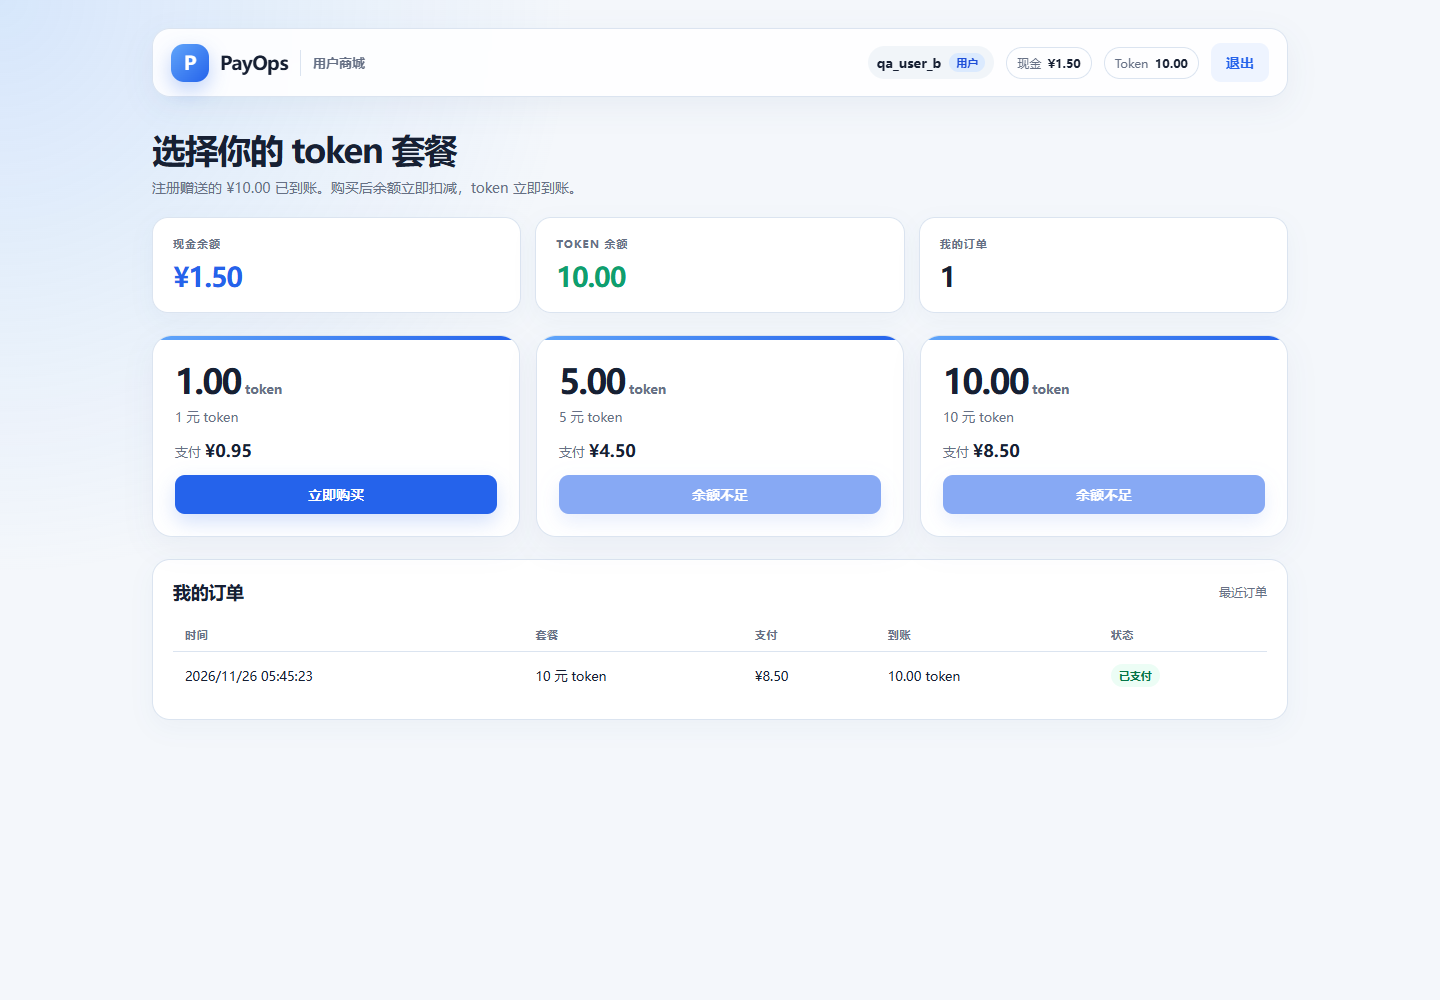 P PayOps 用户商城 qa_user_b 用户 现金 ¥1.50 Token 10.00 退出
选择你的 token 套餐
注册赠送的 ¥10.00 已到账。购买后余额立即扣减，token 立即到账。
现金余额
¥1.50
TOKEN 余额
10.00
我的订单
1
1.00 token
1 元 token
支付 ¥0.95
立即购买
5.00 token
5 元 token
支付 ¥4.50
余额不足
10.00 token
10 元 token
支付 ¥8.50
余额不足
我的订单 最近订单
时间 套餐 支付 到账 状态
2026/11/26 05:45:23 10 元 token ¥8.50 10.00 token 已支付